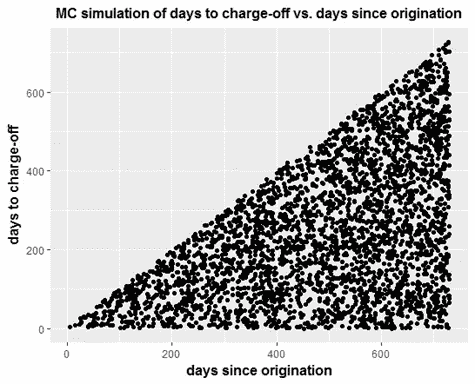 MC simulation of days to charge-off vs. days since origination
days to charge-off
600
400
200
0
0 200 400 600
days since origination